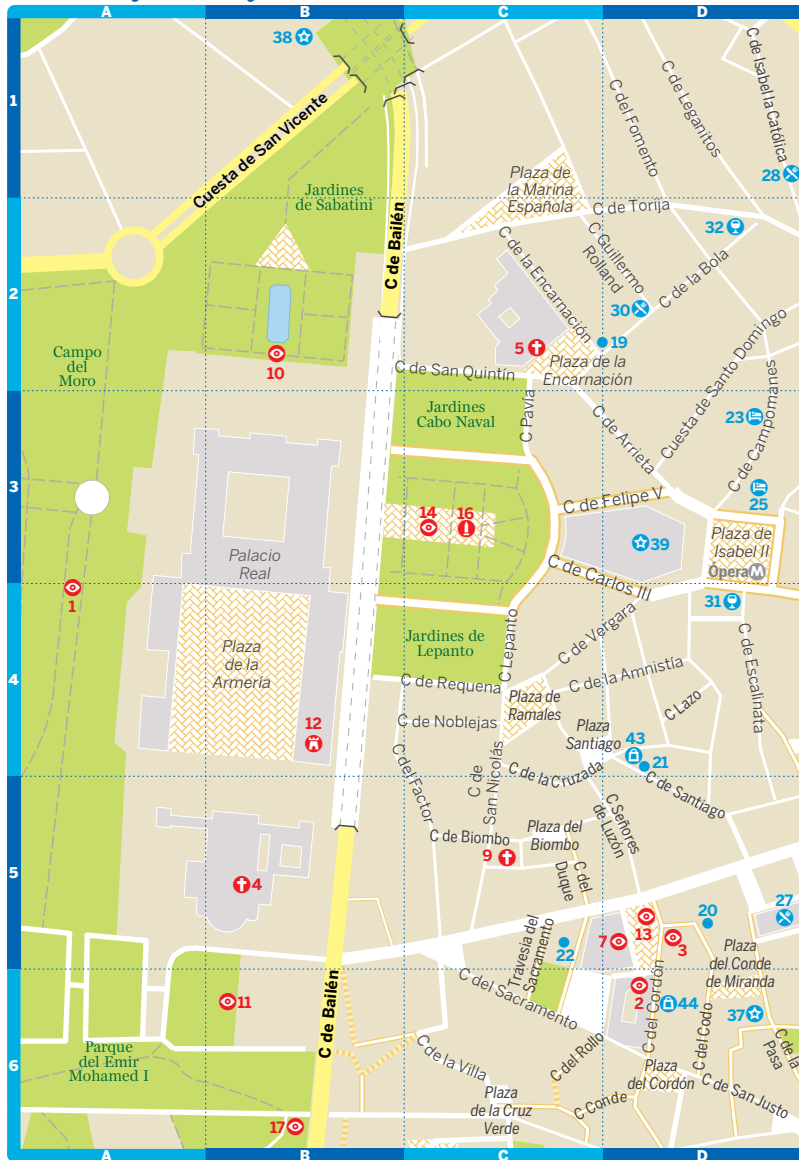 A
B
C
D
1
2
3
4
5
6
38
Cuesta de San Vicente
Jardines
de Sabatini
C de Bailén
Plaza de
la Marina
Española
C del Fomento
C de Leganitos
C de Isabel la Católica
28
C de Torija
32
C de la Encarnación
C Guillermo
Rolland
C de la Bola
30
19
5
Plaza de la
Encarnación
Cuesta de Santo Domingo
Campo
del
Moro
10
C de San Quintín
Jardines
Cabo Naval
C Pavía
C de Arrieta
23
C de Campomanes
25
C de Felipe V
14
16
39
Plaza de
Isabel II
Ópera
M
Palacio
Real
C de Carlos III
1
31
Plaza
de la
Armería
Jardines de
Lepanto
C Lepanto
C de Vergara
C de la Amnistía
C de Escalinata
C de Requena
Plaza de
Ramales
C Lazo
C de Noblejas
12
Plaza
Santiago
43
21
C del Factor
C de
San Nicolás
C de la Cruzada
C de Santiago
C Señores
de Luzón
C de Biombo
Plaza del
Biombo
9
C del
Duque
4
27
20
13
7
3
22
Travesía del
Sacramento
Plaza
del Conde
de Miranda
C del Sacramento
2
C del Cordón
44
37
11
C de Bailén
C del Codo
C de la
Pasa
Parque
del Emir
Mohamed I
C de la Villa
C del Rollo
Plaza
del Cordón
C de San Justo
Plaza
de la Cruz
Verde
C Conde
17
A
B
C
D